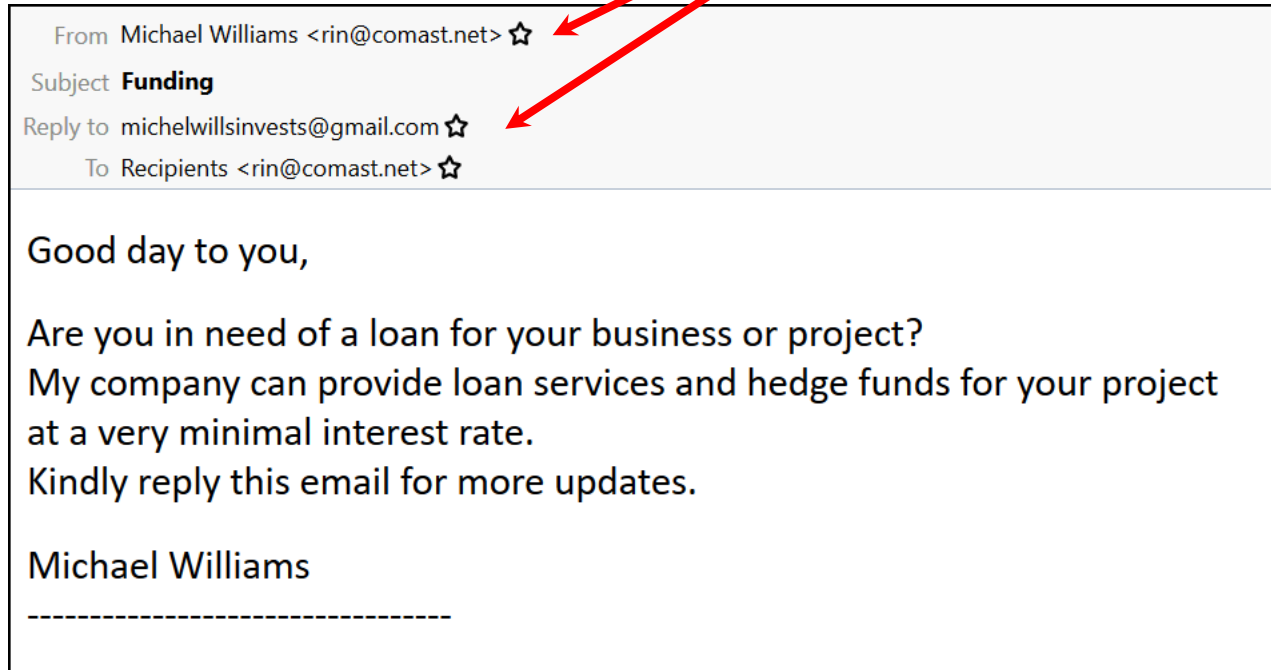 From Michael Williams <rin@comast.net>
Subject Funding
Reply to michelwillsinvests@gmail.com
To Recipients <rin@comast.net>
Good day to you,
Are you in need of a loan for your business or project?
My company can provide loan services and hedge funds for your project
at a very minimal interest rate.
Kindly reply this email for more updates.
Michael Williams
----------------------------------